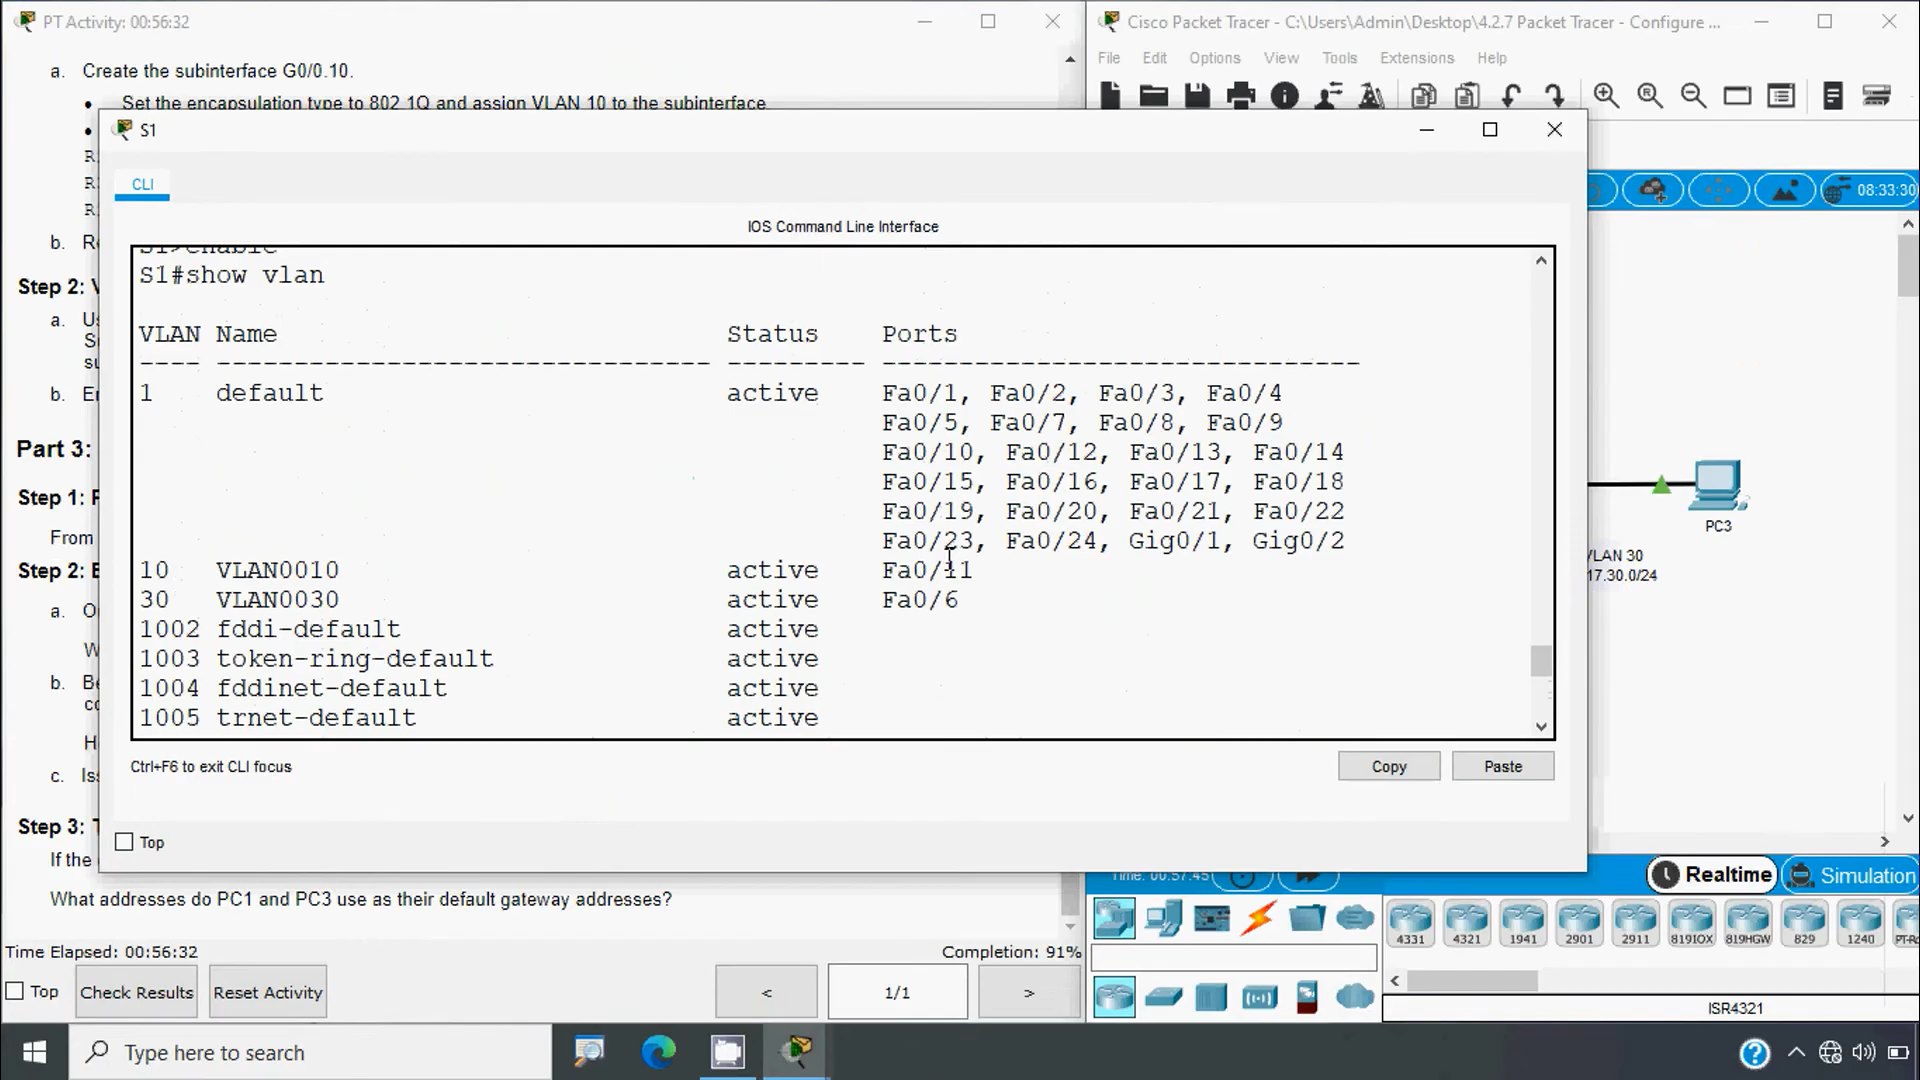 PT Activity: 00:56:32
Cisco Packet Tracer - C:\Users\Admin\Desktop\4.2.7 Packet Tracer - Configure ...
File Edit Options View Tools Extensions Help
a. Create the subinterface G0/0.10.
Set the encapsulation type to 802.1Q and assign VLAN 10 to the subinterface
S1
CLI
08:33:30
IOS Command Line Interface
S1>enable
S1#show vlan
VLAN Name Status Ports
---- -------------------------------- --------- -------------------------------
1 default active Fa0/1, Fa0/2, Fa0/3, Fa0/4
Fa0/5, Fa0/7, Fa0/8, Fa0/9
Fa0/10, Fa0/12, Fa0/13, Fa0/14
Fa0/15, Fa0/16, Fa0/17, Fa0/18
Fa0/19, Fa0/20, Fa0/21, Fa0/22
Fa0/23, Fa0/24, Gig0/1, Gig0/2
10 VLAN0010 active Fa0/11
30 VLAN0030 active Fa0/6
1002 fddi-default active
1003 token-ring-default active
1004 fddinet-default active
1005 trnet-default active
Ctrl+F6 to exit CLI focus
Copy Paste
Top
b.
Step 2:
a.
b.
Part 3:
Step 1:
From
Step 2:
a.
b.
c.
Step 3:
If the
What addresses do PC1 and PC3 use as their default gateway addresses?
Time Elapsed: 00:56:32 Completion: 91%
Top Check Results Reset Activity < 1/1 >
PC3
VLAN 30
17.30.0/24
Time: 00:57:45
Realtime Simulation
4331 4321 1941 2901 2911 819IOX 819HGW 829 1240
ISR4321
Type here to search